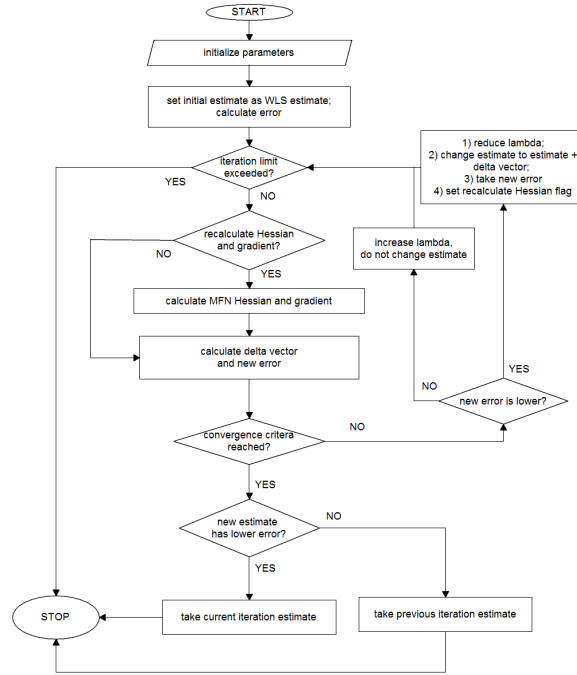 START
initialize parameters
set initial estimate as WLS estimate;
calculate error
iteration limit
exceeded?
YES
NO
1) reduce lambda;
2) change estimate to estimate +
delta vector;
3) take new error
4) set recalculate Hessian flag
recalculate Hessian
and gradient?
NO
YES
increase lambda,
do not change estimate
calculate MFN Hessian and gradient
calculate delta vector
and new error
YES
NO
new error is lower?
convergence critera
reached?
NO
YES
new estimate
has lower error?
NO
YES
STOP
take current iteration estimate
take previous iteration estimate